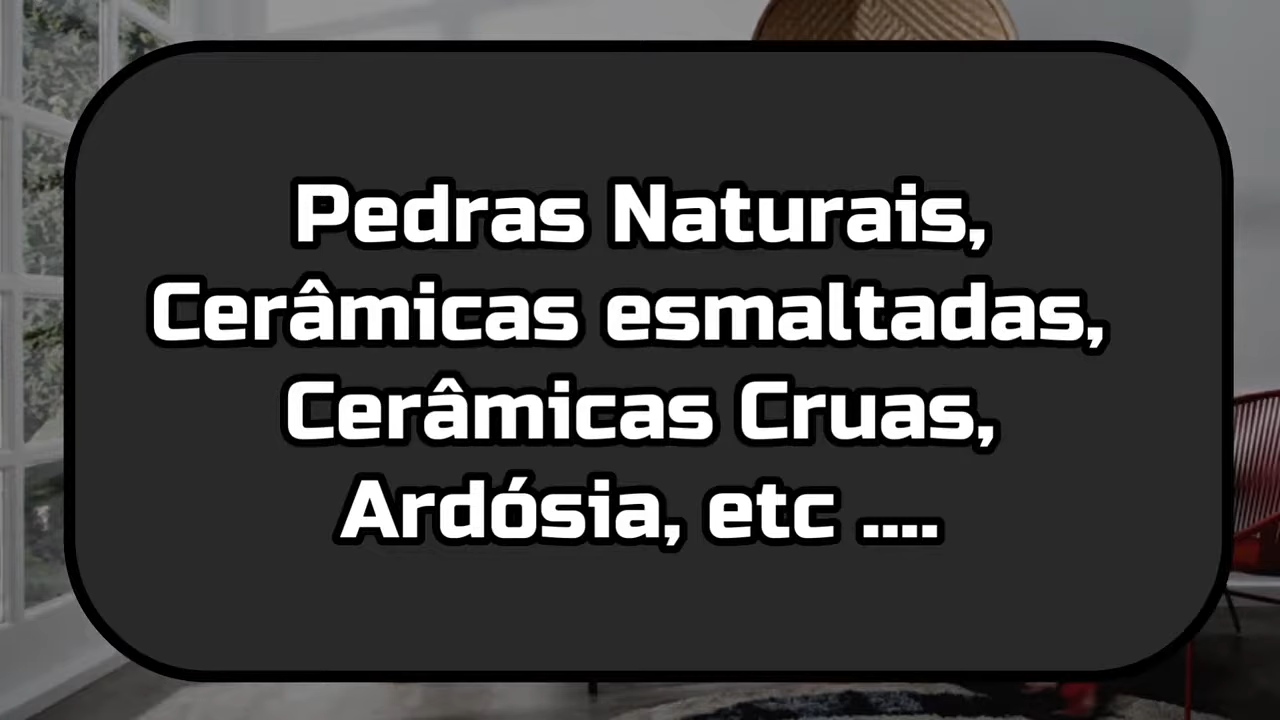 Pedras Naturais,
Cerâmicas esmaltadas,
Cerâmicas Cruas,
Ardósia, etc ....